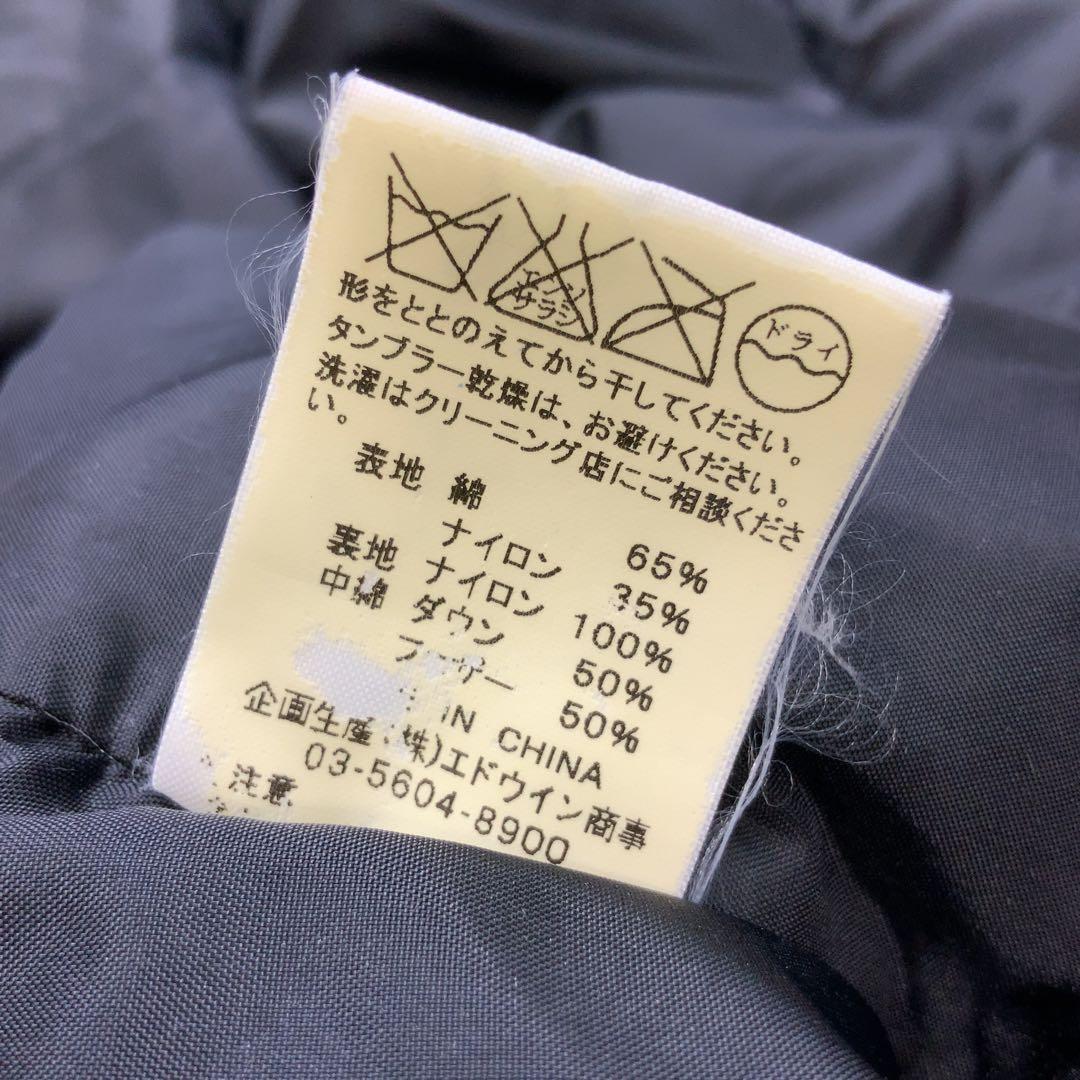 エンソ
サラシ
ドライ
形をととのえてから干してください。
タンブラー乾燥は、お避けください。
洗濯はクリーニング店にご相談くださ
い。
表地 綿 65%
ナイロン 35%
裏地 ナイロン 100%
中綿 ダウン 50%
フェザー 50%
IN CHINA
企画生産:(株)エドウイン商事
03-5604-8900
注意